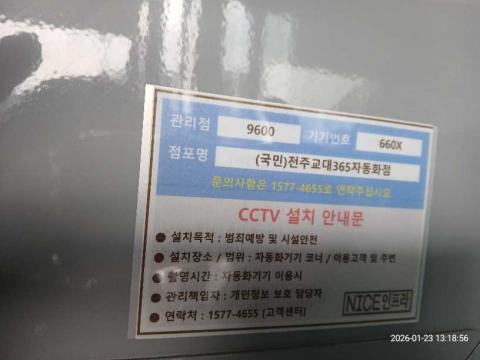 관리점 9600 기기번호 660X
점포명 (국민)전주교대365자동화점
문의사항은 1577-4655로 연락주십시오
CCTV 설치 안내문
● 설치목적 : 범죄예방 및 시설안전
● 설치장소 / 범위 : 자동화기기 코너 / 이용고객 및 주변
● 촬영시간 : 자동화기기 이용시
● 관리책임자 : 개인정보 보호 담당자
● 연락처 : 1577-4655 [고객센터]
NICE인프라
2026-01-23 13:18:56